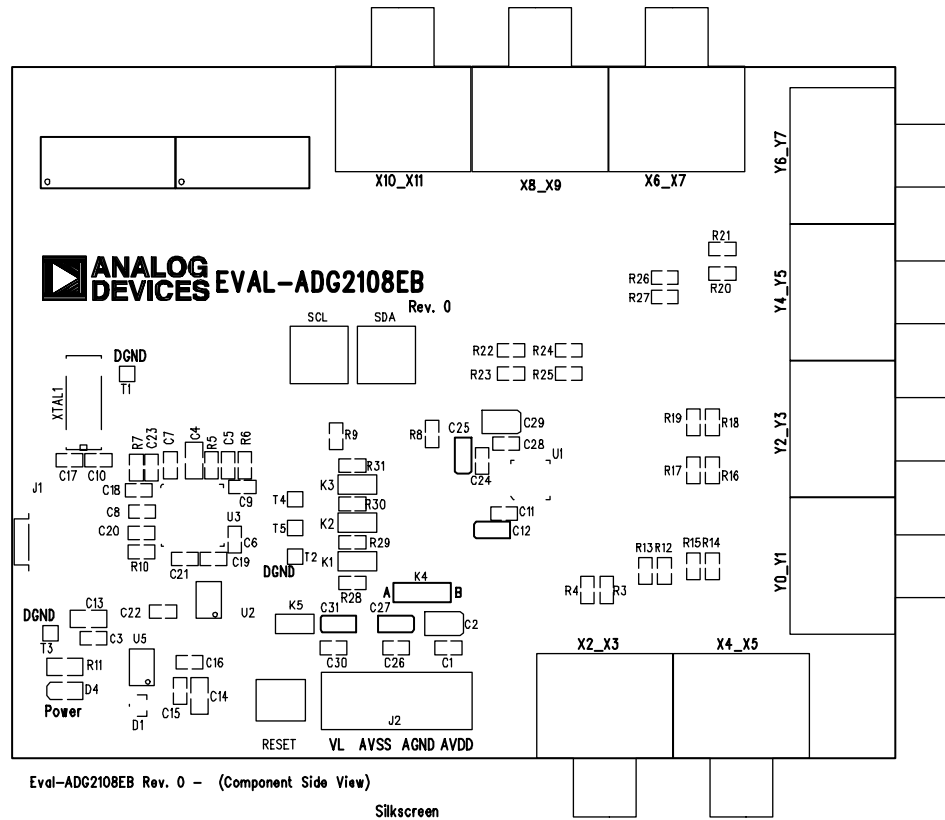 X10_X11
X8_X9
X6_X7
Y6_Y7
R21
R20
R26
R27
Y4_Y5
ANALOG
DEVICES
EVAL-ADG2108EB
Rev. 0
SCL
SDA
R22
R24
R23
R25
DGND
T1
XTAL1
C17
C10
R7
C23
C7
C4
R5
C5
R6
R9
R8
C25
C29
C28
C24
U1
R19
R18
Y2_Y3
R17
R16
J1
C18
C9
C8
U3
C20
C6
R10
C21
C19
R31
K3
T4
R30
K2
T5
R29
K1
T2
DGND
R28
C11
C12
R15
R14
R13
R12
R4
R3
Y0_Y1
K4
A
B
DGND
T3
C13
C22
U2
K5
C31
C27
C2
C3
U5
C30
C26
C1
X2_X3
X4_X5
R11
C16
D4
Power
D1
C15
C14
J2
RESET
VL
AVSS
AGND
AVDD
Eval-ADG2108EB Rev. 0 - (Component Side View)
Silkscreen